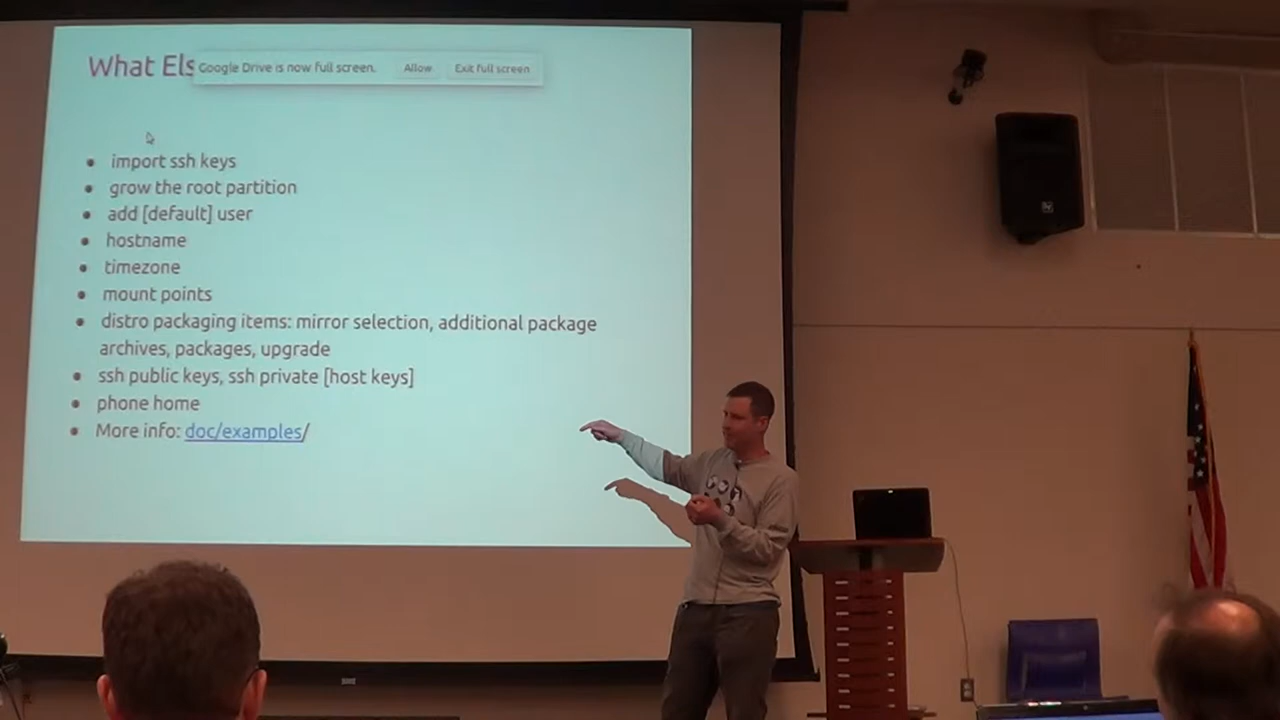 What Els
Google Drive is now full screen. Allow Exit full screen
import ssh keys
grow the root partition
add [default] user
hostname
timezone
mount points
distro packaging items: mirror selection, additional package
archives, packages, upgrade
ssh public keys, ssh private [host keys]
phone home
More info: doc/examples/